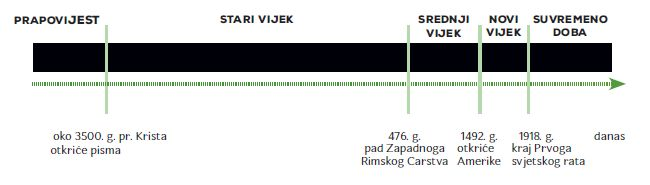 PRAPOVIJEST
STARI VIJEK
SREDNJI
VIJEK
NOVI
VIJEK
SUVREMENO
DOBA
oko 3500. g. pr. Krista
otkriće pisma
476. g.
pad Zapadnoga
Rimskog Carstva
1492. g.
otkriće
Amerike
1918. g.
kraj Prvoga
svjetskog rata
danas